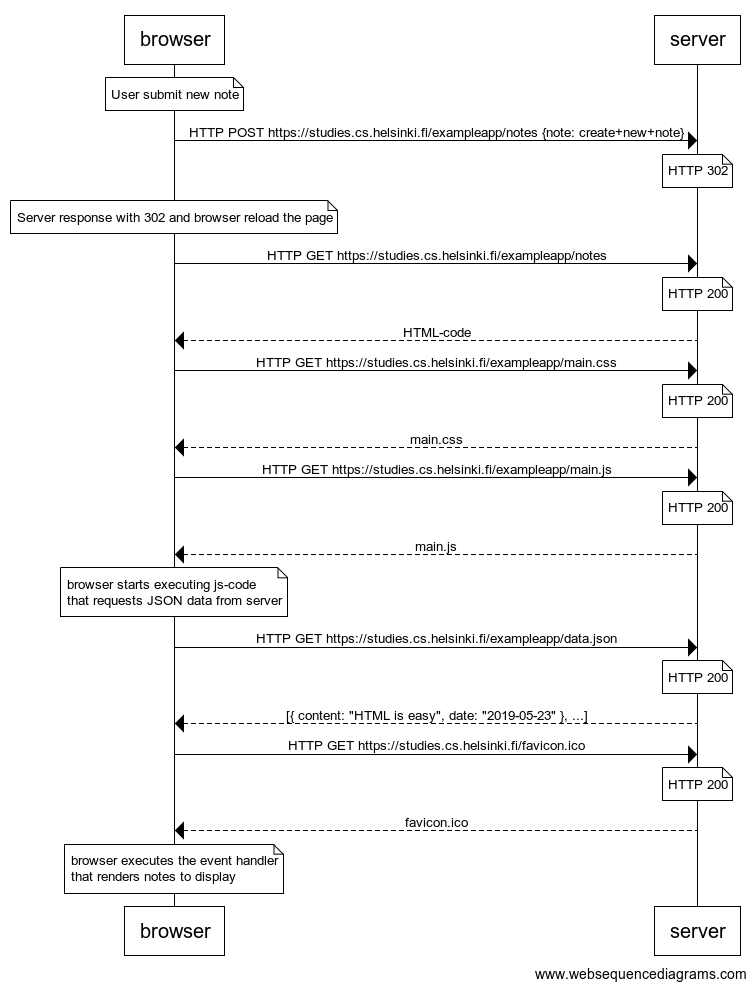 browser
server
User submit new note
HTTP POST https://studies.cs.helsinki.fi/exampleapp/notes {note: create+new+note}
HTTP 302
Server response with 302 and browser reload the page
HTTP GET https://studies.cs.helsinki.fi/exampleapp/notes
HTTP 200
HTML-code
HTTP GET https://studies.cs.helsinki.fi/exampleapp/main.css
HTTP 200
main.css
HTTP GET https://studies.cs.helsinki.fi/exampleapp/main.js
HTTP 200
main.js
browser starts executing js-code
that requests JSON data from server
HTTP GET https://studies.cs.helsinki.fi/exampleapp/data.json
HTTP 200
[{ content: "HTML is easy", date: "2019-05-23" }, ...]
HTTP GET https://studies.cs.helsinki.fi/favicon.ico
HTTP 200
favicon.ico
browser executes the event handler
that renders notes to display
browser
server
www.websequencediagrams.com